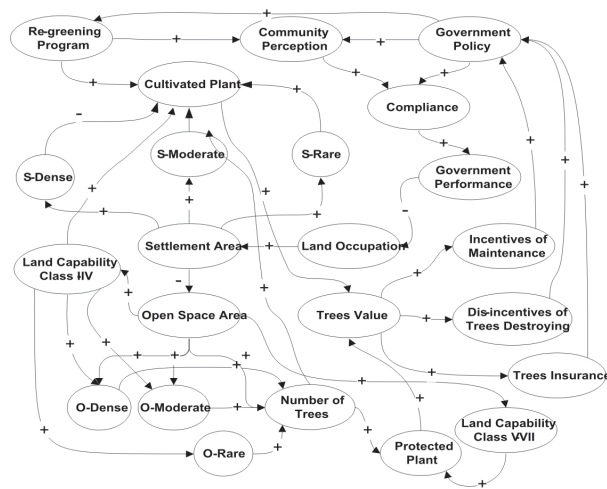 +
Re-greening
Program
+
Community
Perception
+
Government
Policy
+
+
+
+
Cultivated Plant
Compliance
-
+
+
+
S-Dense
S-Moderate
S-Rare
Government
Performance
+
+
+
+
+
+
-
Settlement Area
Land Occupation
Incentives of
Maintenance
Land Capability
Class I-IV
-
+
+
Open Space Area
Trees Value
+
Dis-incentives of
Trees Destroying
+
+
+
+
+
+
Trees Insurance
+
O-Dense
O-Moderate
+
Number of
Trees
+
+
Land Capability
Class V-VII
+
O-Rare
+
Protected
Plant
+